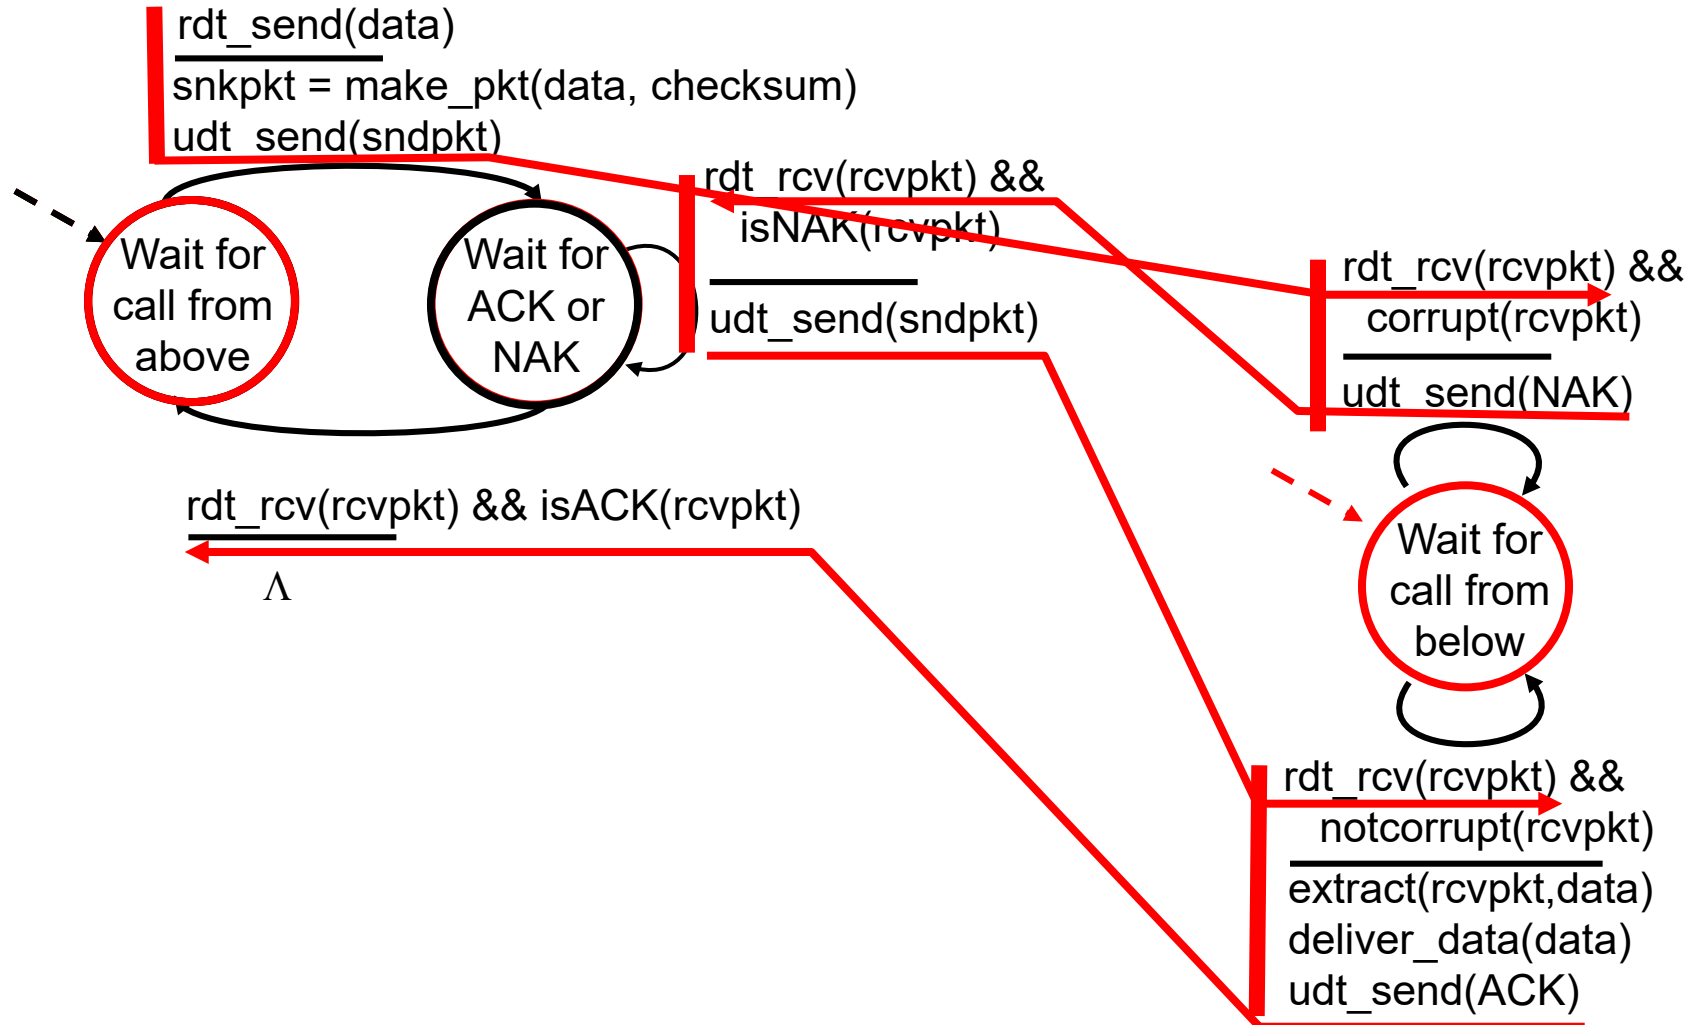 rdt_send(data)
snkpkt = make_pkt(data, checksum)
udt_send(sndpkt)
rdt_rcv(rcvpkt) &&
isNAK(rcvpkt)
udt_send(sndpkt)
Wait for
call from
above
Wait for
ACK or
NAK
rdt_rcv(rcvpkt) && isACK(rcvpkt)
Λ
rdt_rcv(rcvpkt) &&
corrupt(rcvpkt)
udt_send(NAK)
Wait for
call from
below
rdt_rcv(rcvpkt) &&
notcorrupt(rcvpkt)
extract(rcvpkt,data)
deliver_data(data)
udt_send(ACK)